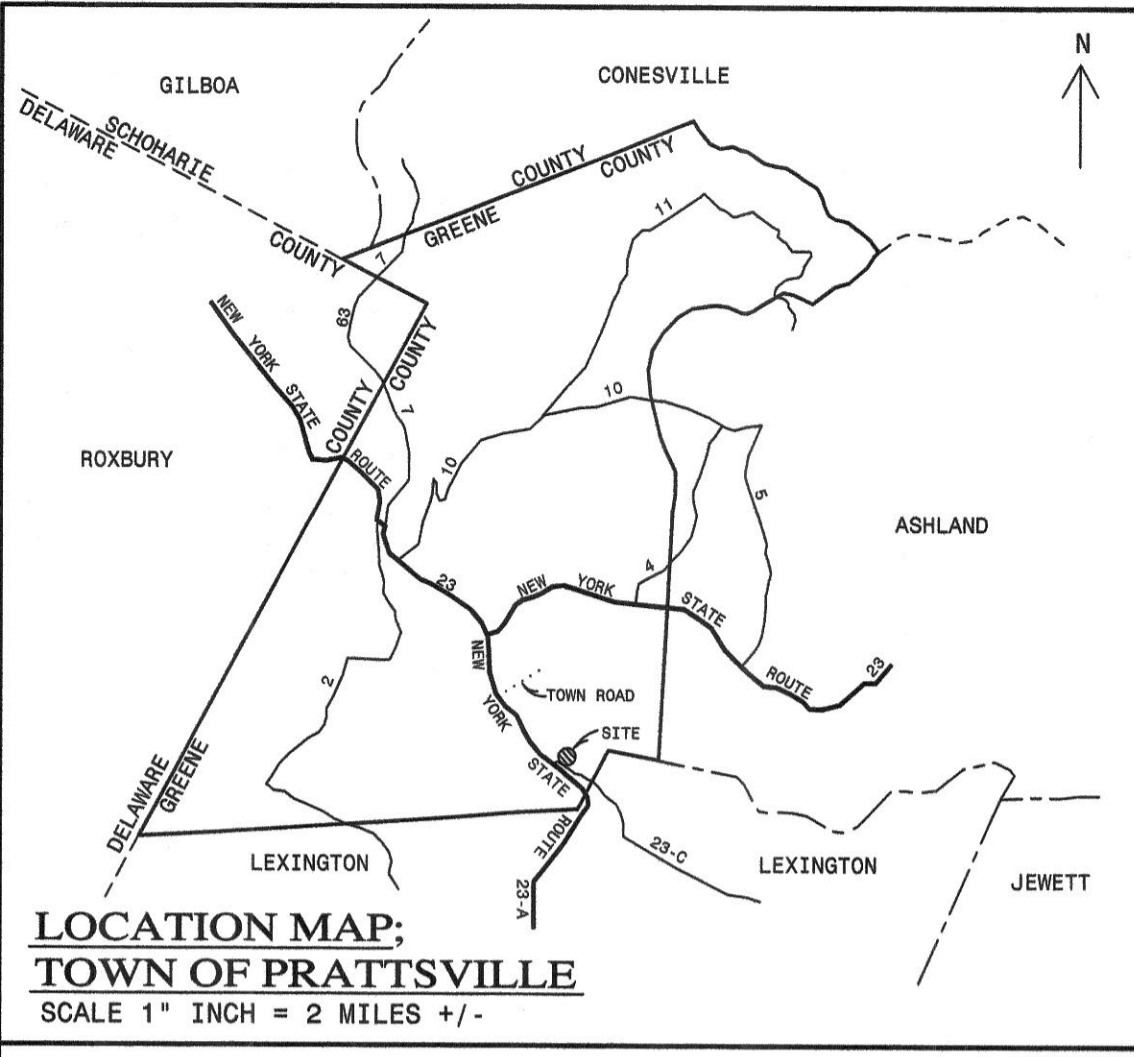 GILBOA
CONESVILLE
N
DELAWARE
SCHOHARIE
COUNTY
COUNTY
COUNTY
GREENE
11
7
63
NEW YORK STATE ROUTE 23
COUNTY
COUNTY
7
10
10
ROXBURY
5
ASHLAND
4
NEW YORK STATE ROUTE 23
2
NEW YORK STATE ROUTE 23-A
TOWN ROAD
SITE
DELAWARE
GREENE
LEXINGTON
23-C
LEXINGTON
JEWETT
LOCATION MAP;
TOWN OF PRATTSVILLE
SCALE 1" INCH = 2 MILES +/-